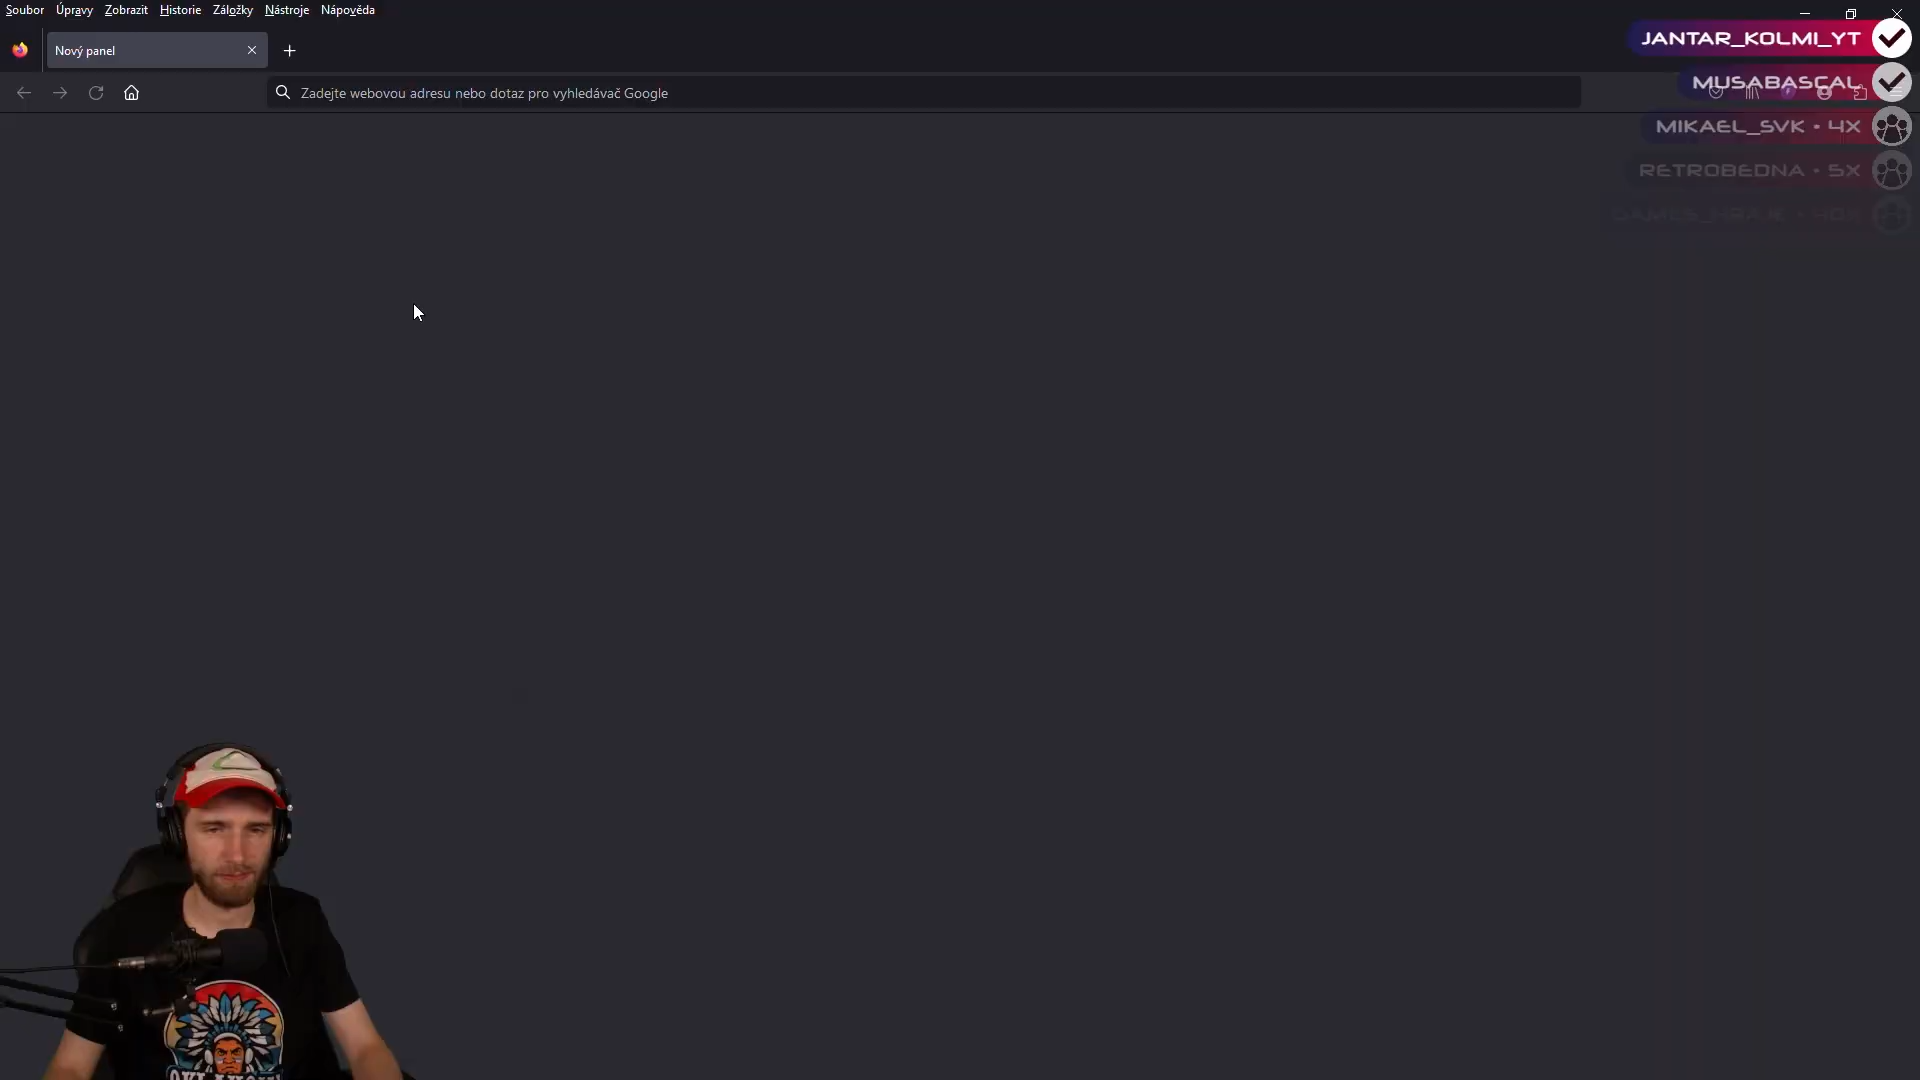 Soubor Úpravy Zobrazit Historie Záložky Nástroje Nápověda
Nový panel
Zadejte webovou adresu nebo dotaz pro vyhledávač Google
JANTAR_KOLMI_YT
MUSABASCAL
MIKAEL_SVK • 4X
RETROBEDNA • 5X